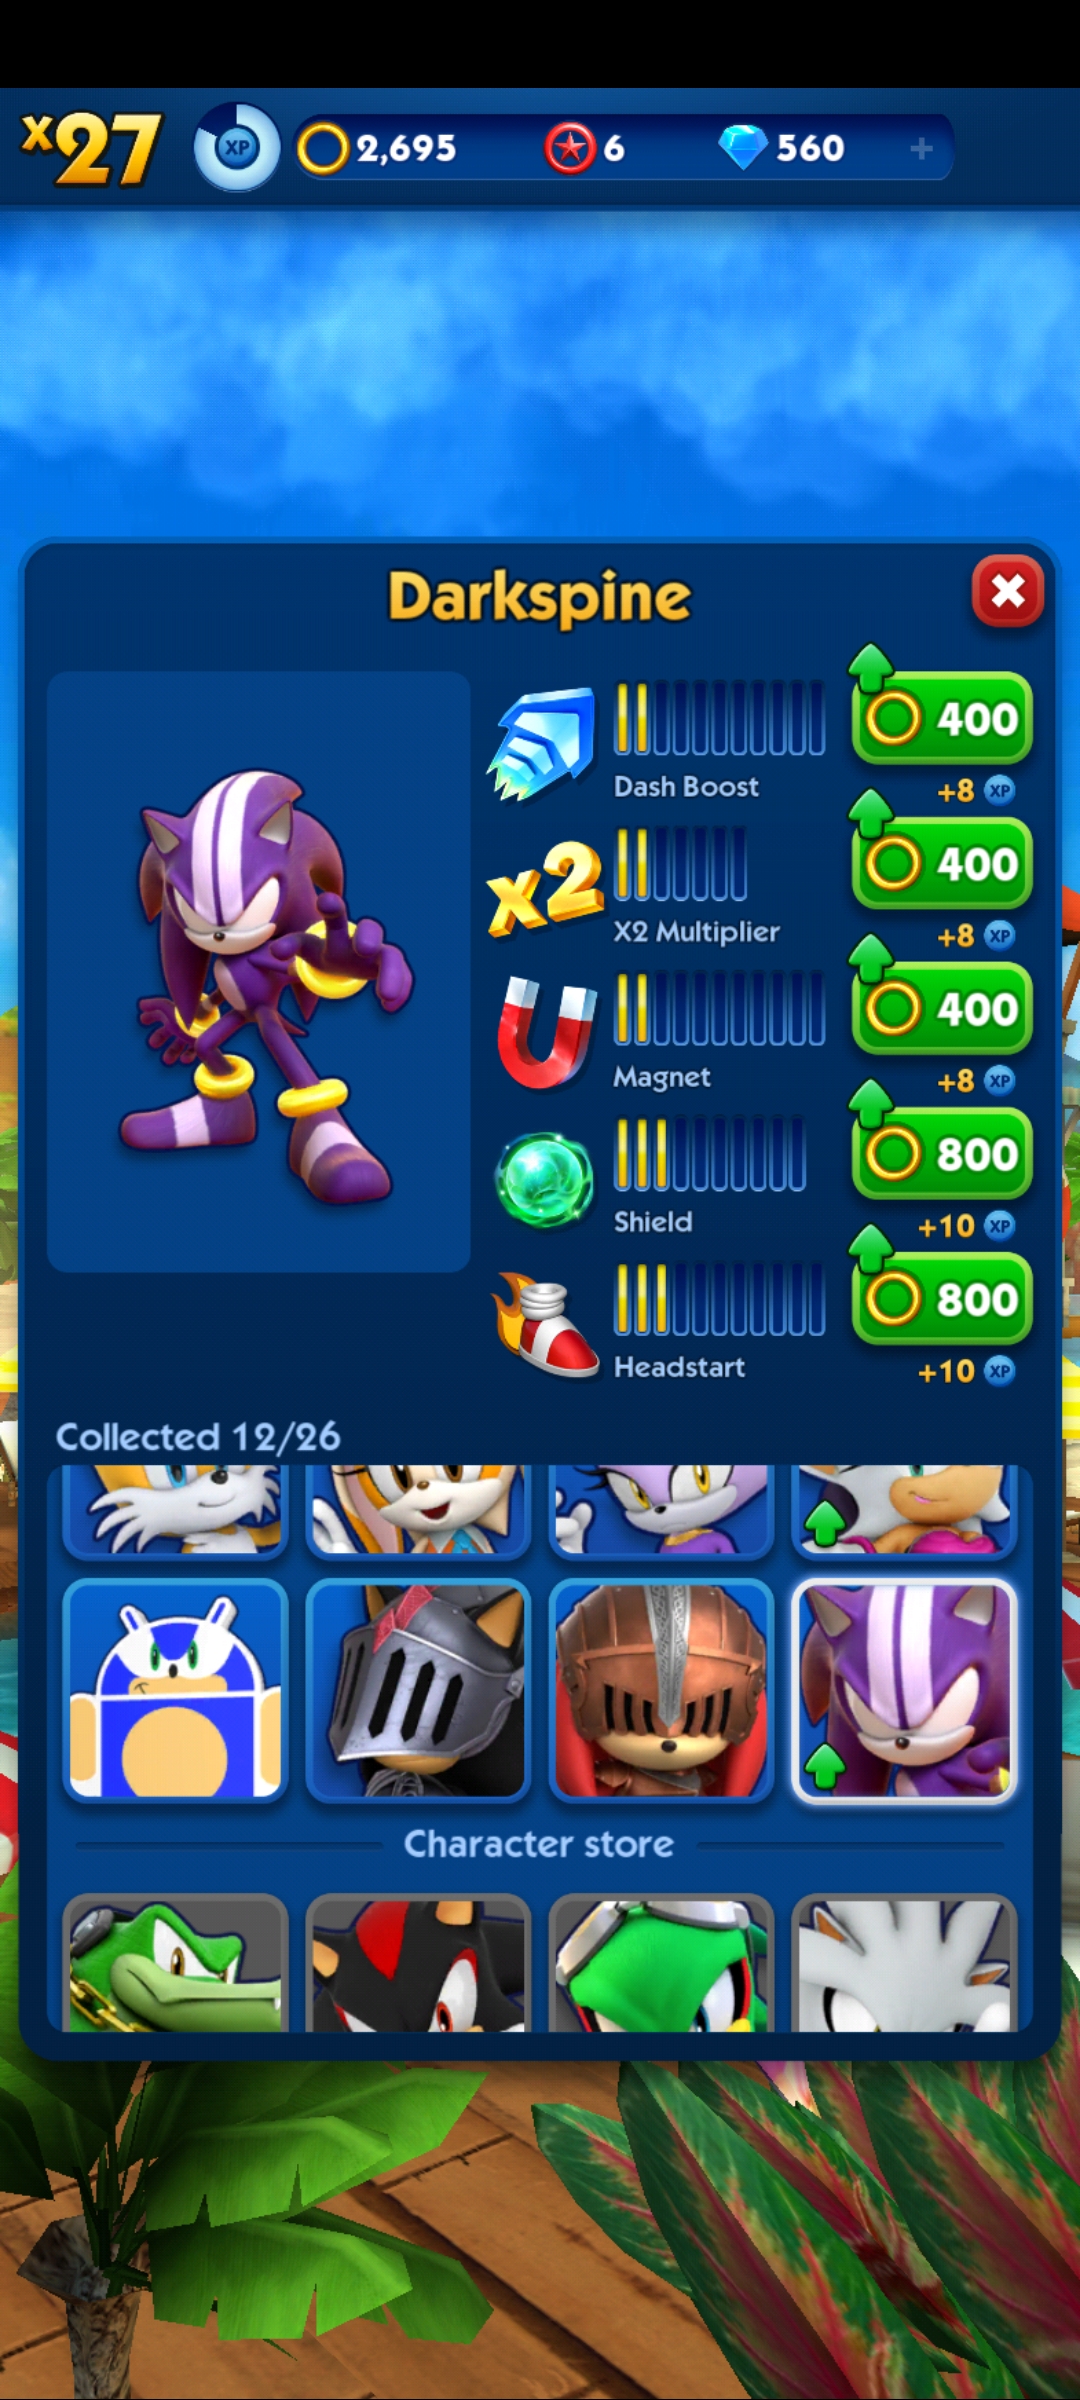 x27
XP
2,695
6
560
+
Darkspine
400
Dash Boost
+8 XP
x2
400
X2 Multiplier
+8 XP
400
Magnet
+8 XP
800
Shield
+10 XP
800
Headstart
+10 XP
Collected 12/26
Character store